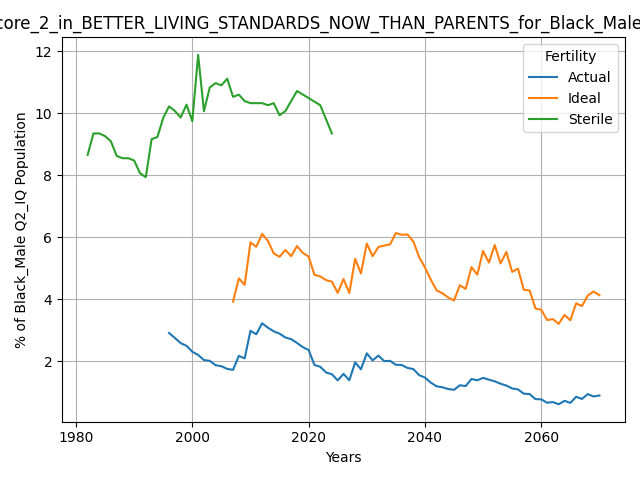 core_2_in_BETTER_LIVING_STANDARDS_NOW_THAN_PARENTS_for_Black_Male
Fertility
Actual
Ideal
Sterile
% of Black_Male Q2_IQ Population
12
10
8
6
4
2
1980 2000 2020 2040 2060
Years